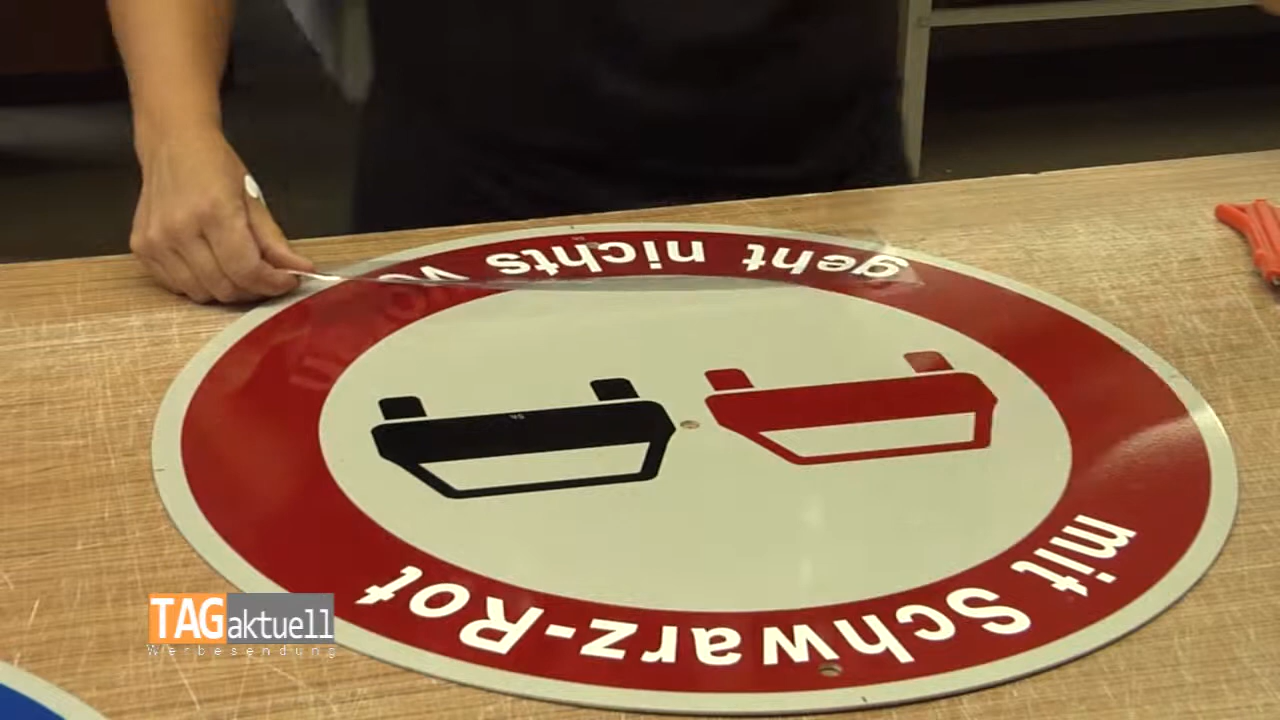 mit Schwarz-Rot
geht nichts
TAGaktuell
Werbesendung